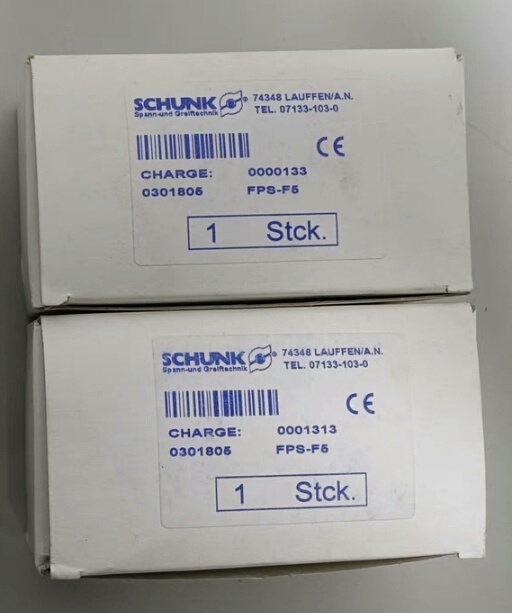 SCHUNK ® 74348 LAUFFEN/A.N.
Spann-und Greiftechnik TEL. 07133-103-0
CE
CHARGE: 0000133
0301805 FPS-F5
1 Stck.
SCHUNK ® 74348 LAUFFEN/A.N.
Spann-und Greiftechnik TEL. 07133-103-0
CE
CHARGE: 0001313
0301805 FPS-F5
1 Stck.